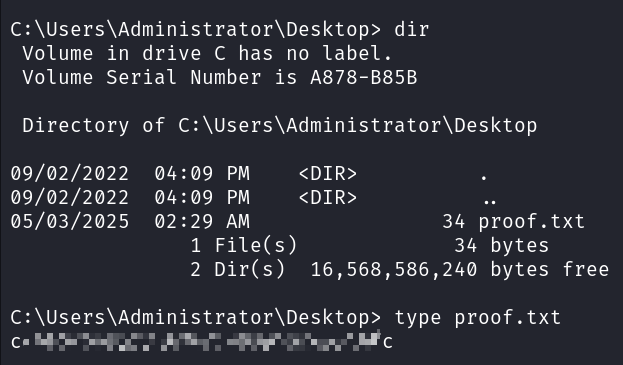 C:\Users\Administrator\Desktop> dir
 Volume in drive C has no label.
 Volume Serial Number is A878-B85B

 Directory of C:\Users\Administrator\Desktop

09/02/2022  04:09 PM    <DIR>          .
09/02/2022  04:09 PM    <DIR>          ..
05/03/2025  02:29 AM                34 proof.txt
               1 File(s)             34 bytes
               2 Dir(s)  16,568,586,240 bytes free

C:\Users\Administrator\Desktop> type proof.txt